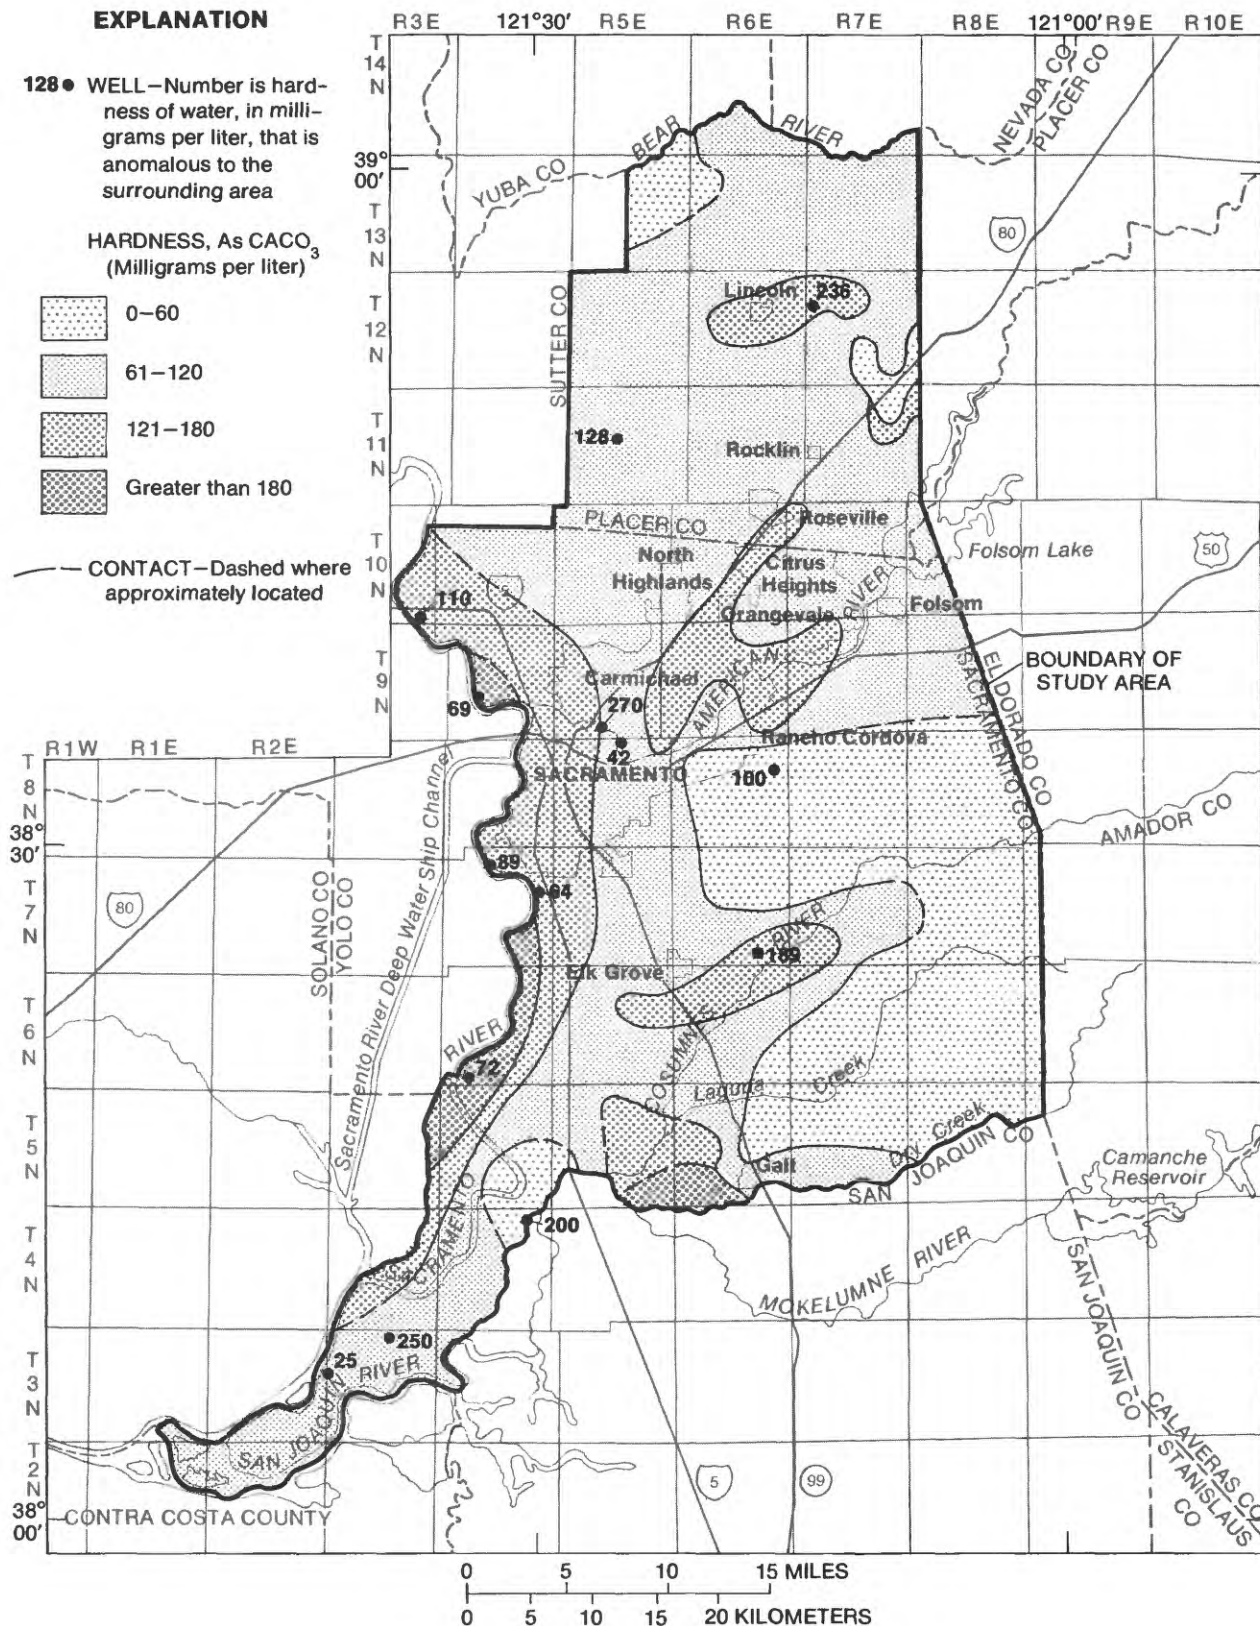 EXPLANATION
128 WELL—Number is hard-
ness of water, in milli-
grams per liter, that is
anomalous to the
surrounding area
HARDNESS, As CACO3
(Milligrams per liter)
0–60
61–120
121–180
Greater than 180
CONTACT—Dashed where
approximately located
R3E
121°30'
R5E
R6E
R7E
R8E
121°00'
R9E
R10E
T
14
N
39°
00'
T
13
N
T
12
N
T
11
N
T
10
N
T
9
N
NEVADA CO
PLACER CO
BEAR
RIVER
YUBA CO
80
SUTTER CO
Lincoln
236
128
Rocklin
PLACER CO
Roseville
North
Highlands
Citrus
Heights
Orangevale
Folsom Lake
50
Folsom
AMERICAN
RIVER
110
Carmichael
69
270
42
SACRAMENTO
Rancho Cordova
180
BOUNDARY OF
STUDY AREA
EL DORADO CO
SACRAMENTO CO
AMADOR CO
R1W
R1E
R2E
T
8
N
38°
30'
T
7
N
T
6
N
T
5
N
T
4
N
T
3
N
T
2
N
38°
00'
80
SOLANO CO
YOLO CO
Sacramento River Deep Water Ship Channel
89
64
RIVER
189
Elk Grove
COSUMNES
RIVER
72
Laguna
Creek
Dry Creek
Galt
SAN JOAQUIN CO
Camanche
Reservoir
SACRAMENTO
200
MOKELUMNE RIVER
250
25
SAN JOAQUIN
RIVER
SAN JOAQUIN CO
CALAVERAS CO
STANISLAUS
CO
5
99
CONTRA COSTA COUNTY
0 5 10 15 MILES
0 5 10 15 20 KILOMETERS